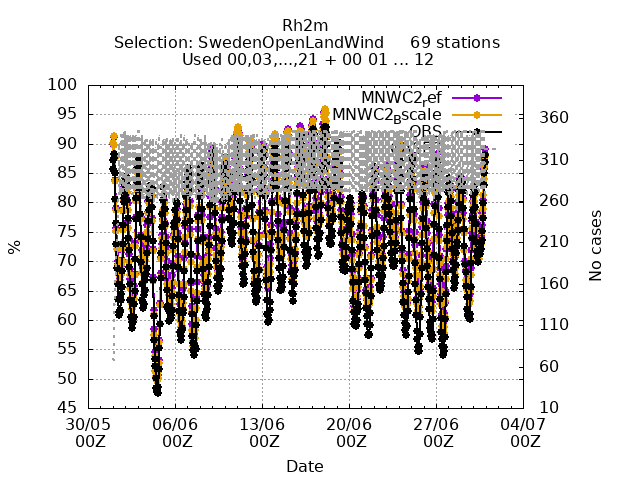 Rh2m
Selection: SwedenOpenLandWind 69 stations
Used 00,03,...,21 + 00 01 ... 12
MNWC2ref
MNWC2Bscale
OBS
100
95
90
85
80
75
70
65
60
55
50
45
%
360
310
260
210
160
110
60
10
No cases
30/05 06/06 13/06 20/06 27/06 04/07
00Z 00Z 00Z 00Z 00Z 00Z
Date